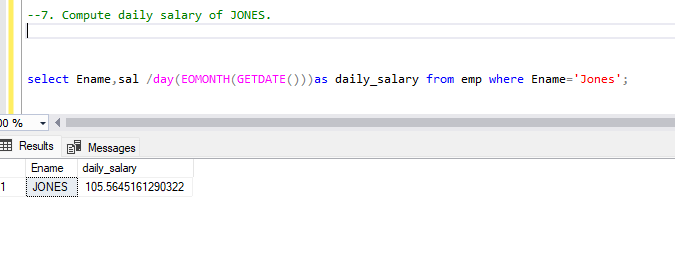 --7. Compute daily salary of JONES.
select Ename,sal /day(EOMONTH(GETDATE()))as daily_salary from emp where Ename='Jones';
00 %
Results Messages
Ename daily_salary
1 JONES 105.5645161290322